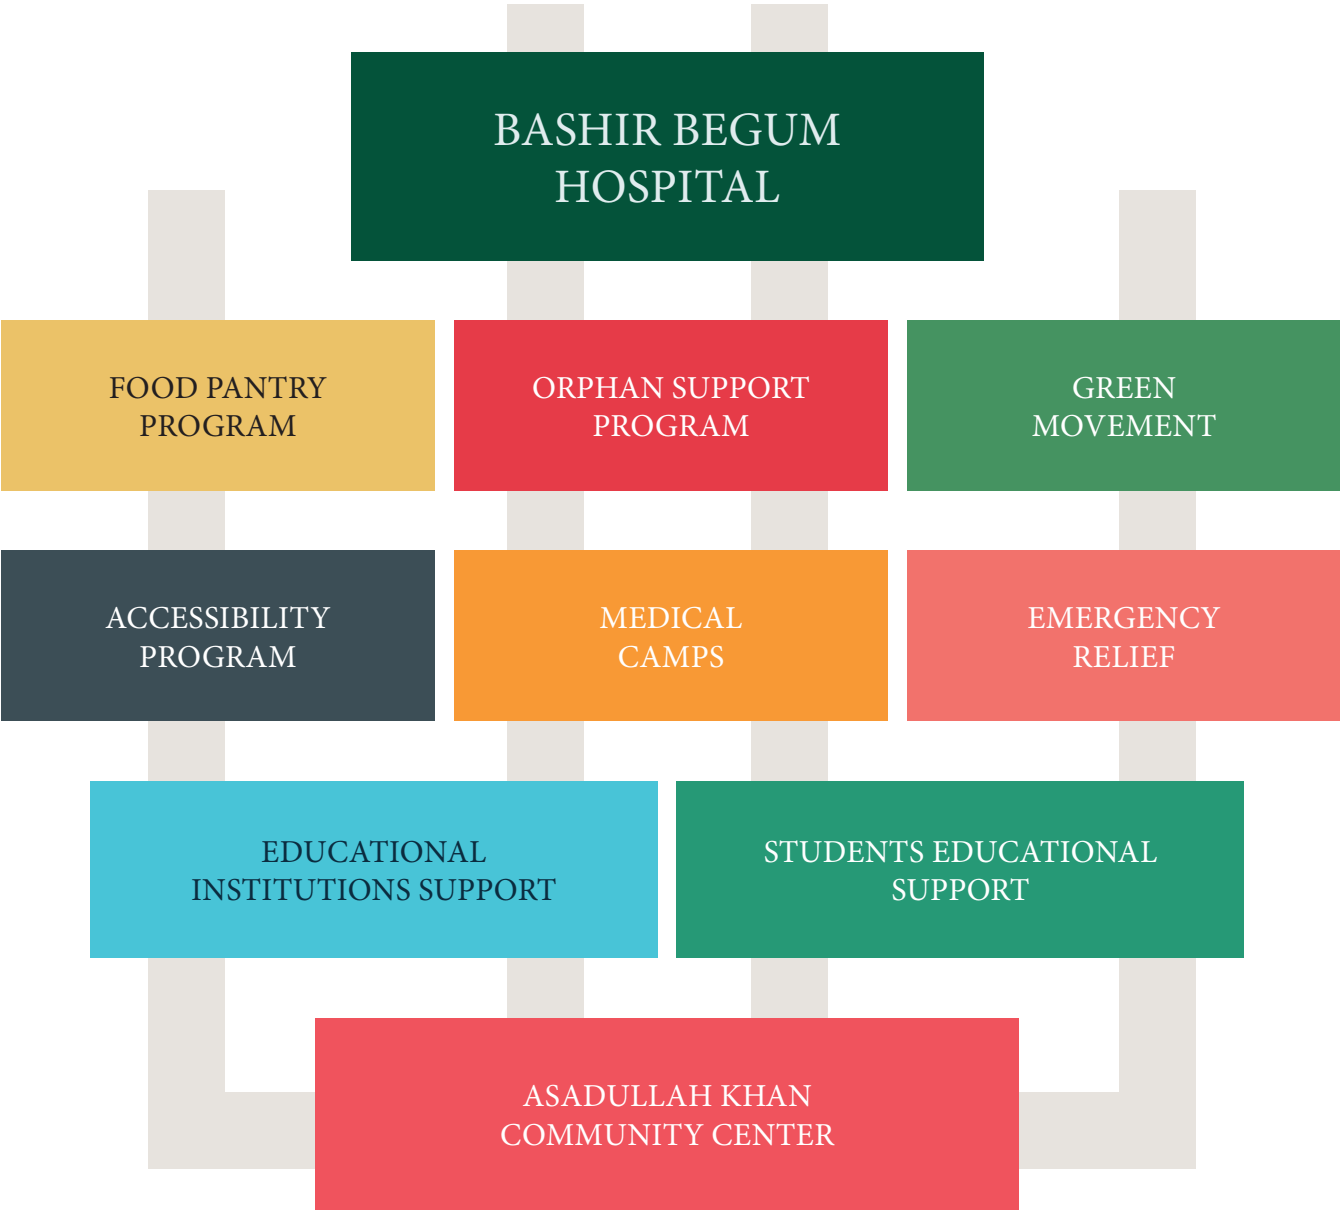 BASHIR BEGUM
HOSPITAL
FOOD PANTRY
PROGRAM
ORPHAN SUPPORT
PROGRAM
GREEN
MOVEMENT
ACCESSIBILITY
PROGRAM
MEDICAL
CAMPS
EMERGENCY
RELIEF
EDUCATIONAL
INSTITUTIONS SUPPORT
STUDENTS EDUCATIONAL
SUPPORT
ASADULLAH KHAN
COMMUNITY CENTER